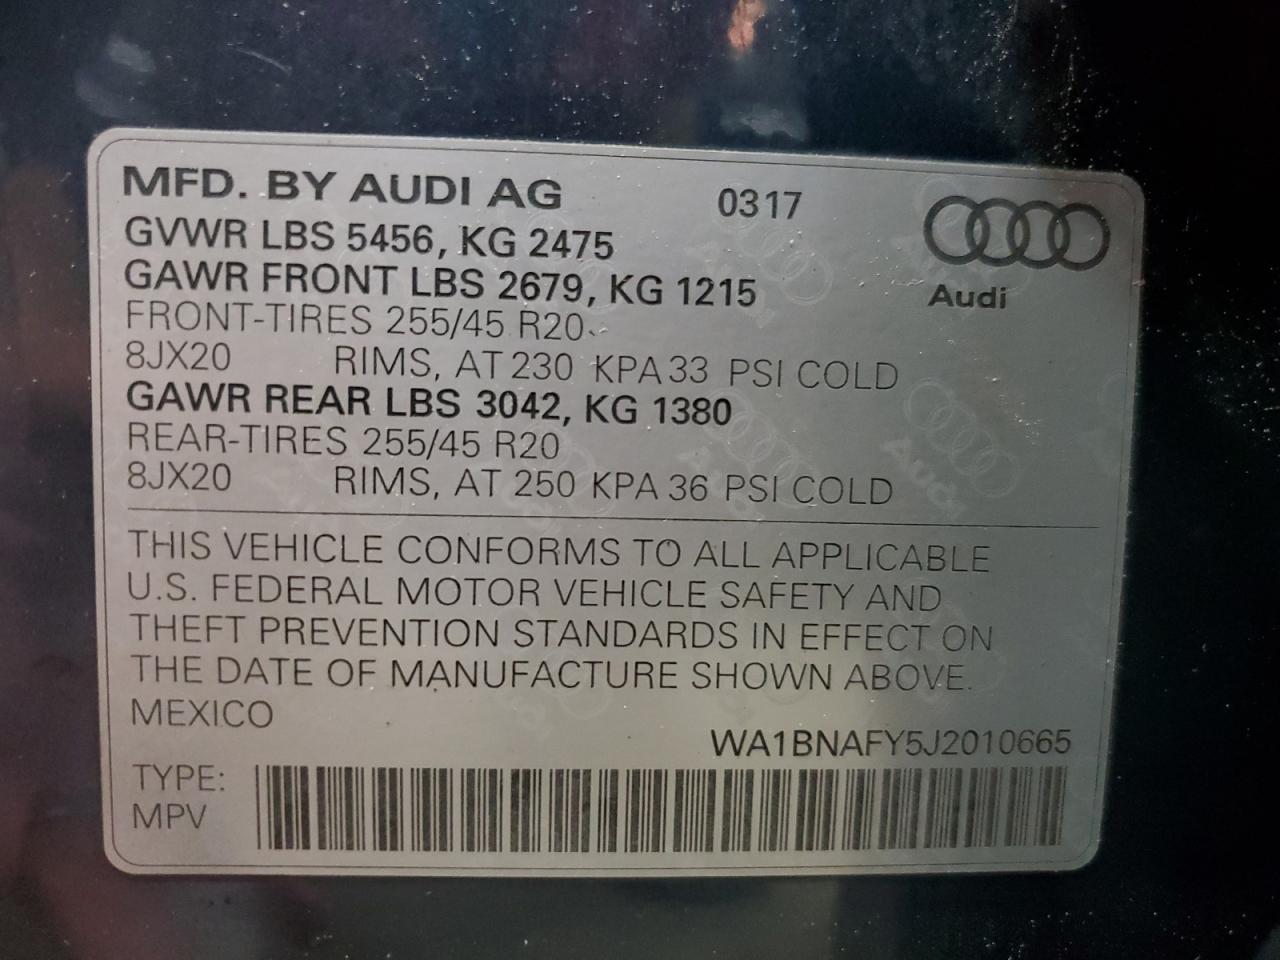 MFD. BY AUDI AG 0317
GVWR LBS 5456, KG 2475
GAWR FRONT LBS 2679, KG 1215
Audi
FRONT-TIRES 255/45 R20
8JX20 RIMS, AT 230 KPA 33 PSI COLD
GAWR REAR LBS 3042, KG 1380
REAR-TIRES 255/45 R20
8JX20 RIMS, AT 250 KPA 36 PSI COLD
THIS VEHICLE CONFORMS TO ALL APPLICABLE
U.S. FEDERAL MOTOR VEHICLE SAFETY AND
THEFT PREVENTION STANDARDS IN EFFECT ON
THE DATE OF MANUFACTURE SHOWN ABOVE.
MEXICO
WA1BNAFY5J2010665
TYPE:
MPV